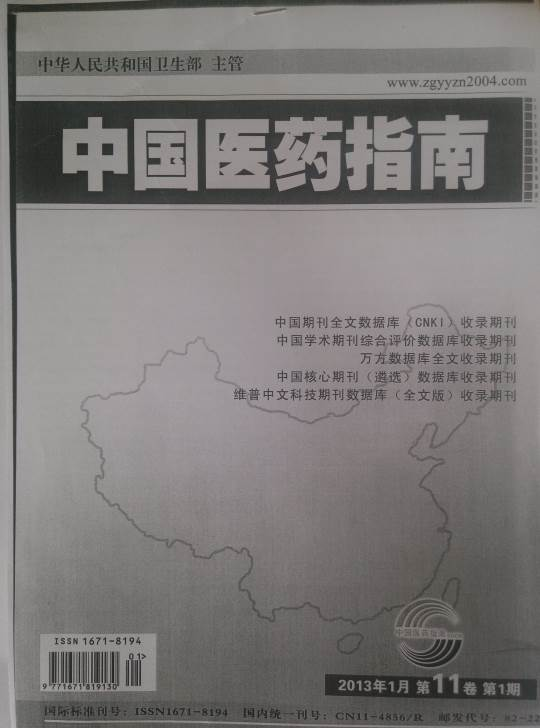 中华人民共和国卫生部 主管
www.zgyyzn2004.com
中国医药指南
中国期刊全文数据库（CNKI）收录期刊
中国学术期刊综合评价数据库收录期刊
万方数据库全文收录期刊
中国核心期刊（遴选）数据库收录期刊
维普中文科技期刊数据库（全文版）收录期刊
中国医药指南
ISSN 1671-8194
01>
9 771671 819130
2013年1月 第11卷 第1期
国际标准刊号：ISSN1671-8194 国内统一刊号：CN11-4856/R 邮发代号：82-22